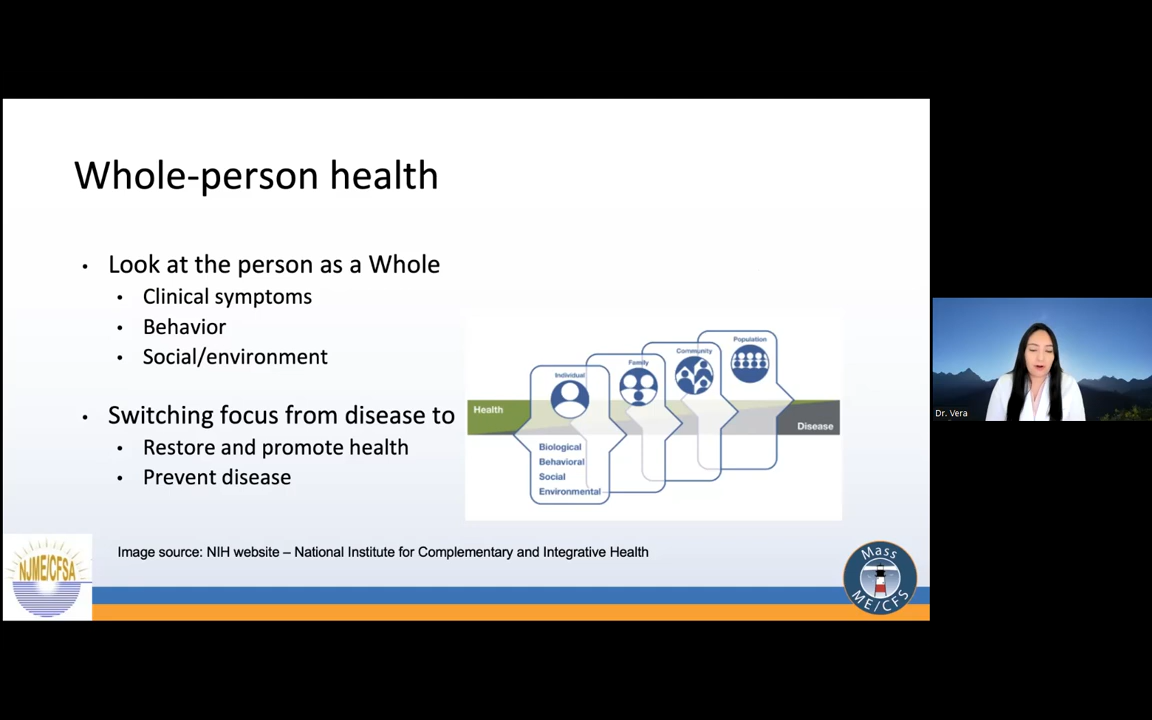 Whole-person health
• Look at the person as a Whole
• Clinical symptoms
• Behavior
• Social/environment
• Switching focus from disease to
• Restore and promote health
• Prevent disease
Individual
Family
Community
Population
Health
Disease
Biological
Behavioral
Social
Environmental
Image source: NIH website – National Institute for Complementary and Integrative Health
NJME/CFSA
Mass
ME/CFS
Dr. Vera